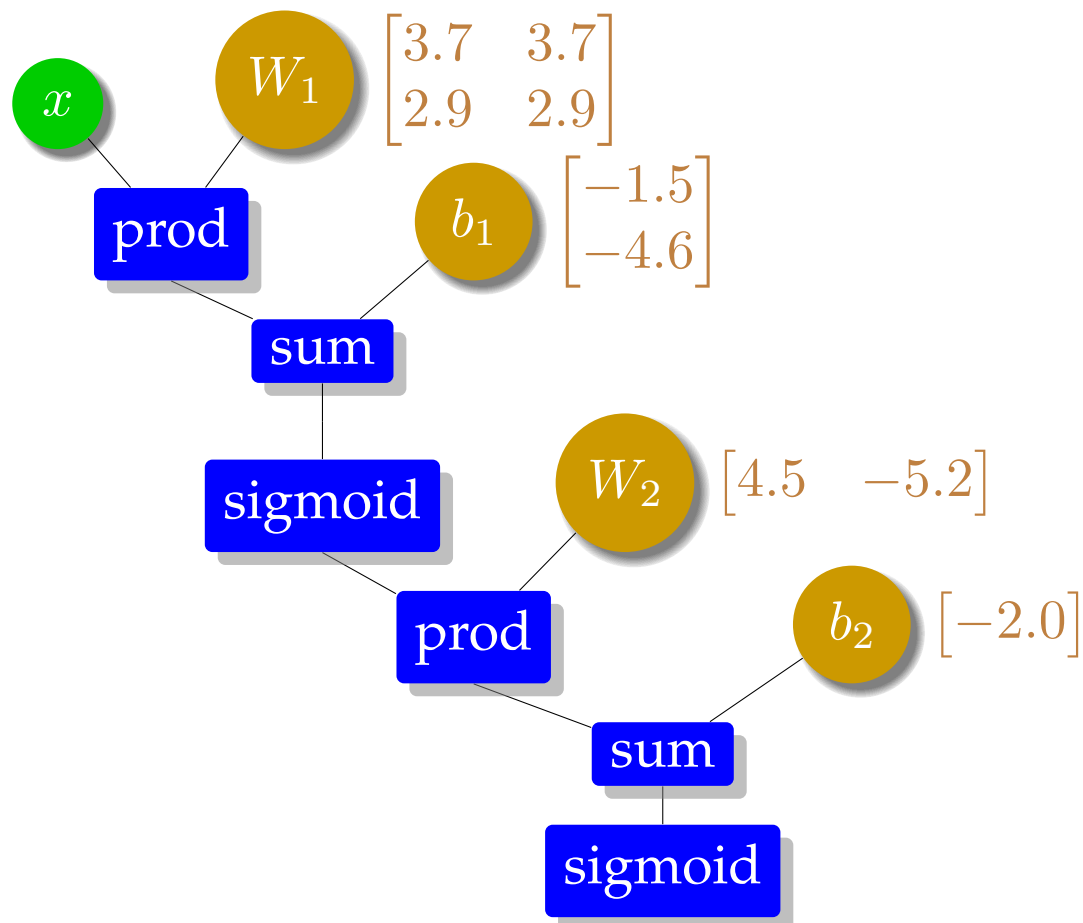 x
W₁
[3.7 3.7
2.9 2.9]
prod
b₁
[−1.5
−4.6]
sum
sigmoid
W₂
[4.5 −5.2]
prod
b₂
[−2.0]
sum
sigmoid